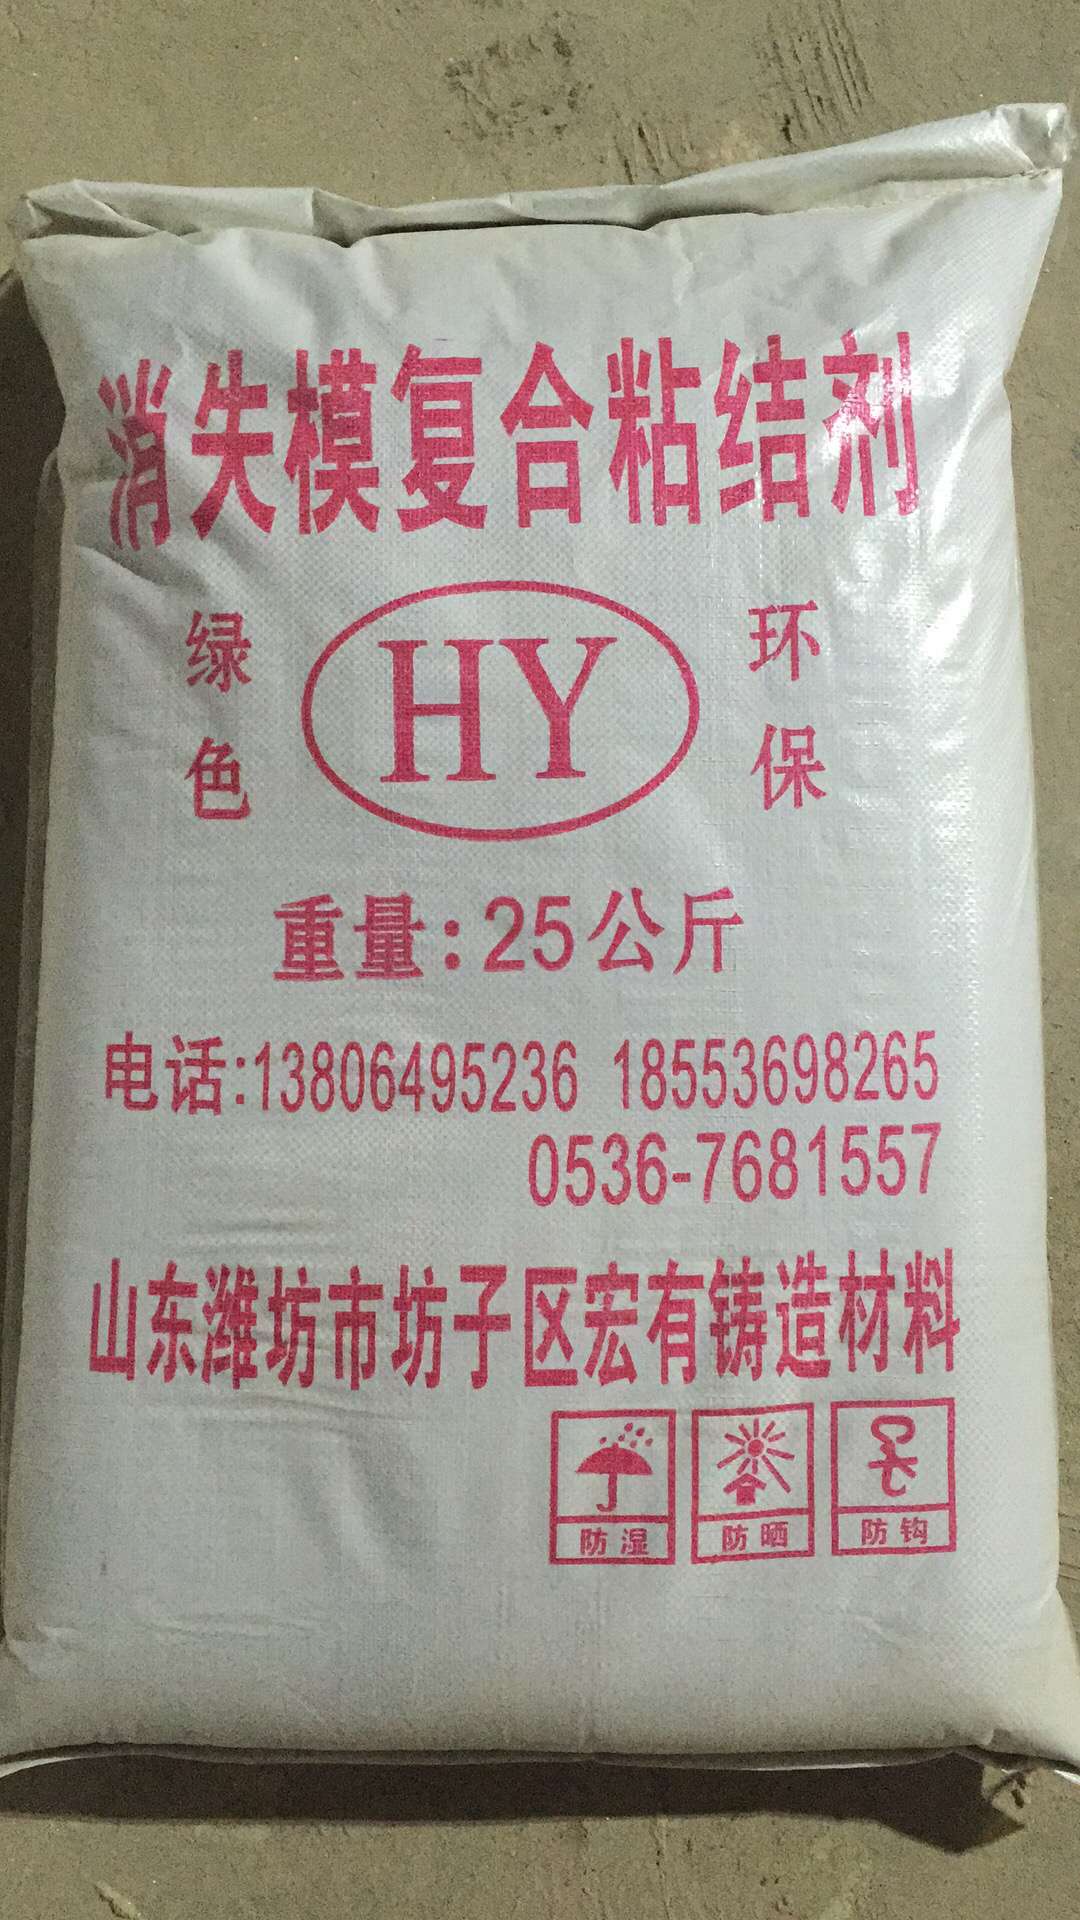 消失模复合粘结剂
绿色
HY
环保
重量:25公斤
电话:13806495236 18553698265
0536-7681557
山东潍坊市坊子区宏有铸造材料
防湿 防晒 防钩